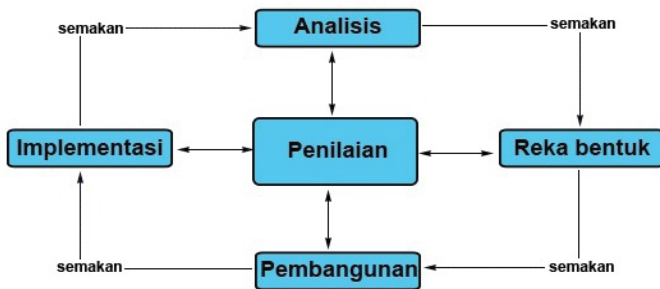 semakan
Analisis
semakan
Implementasi
Penilaian
Reka bentuk
semakan
Pembangunan
semakan